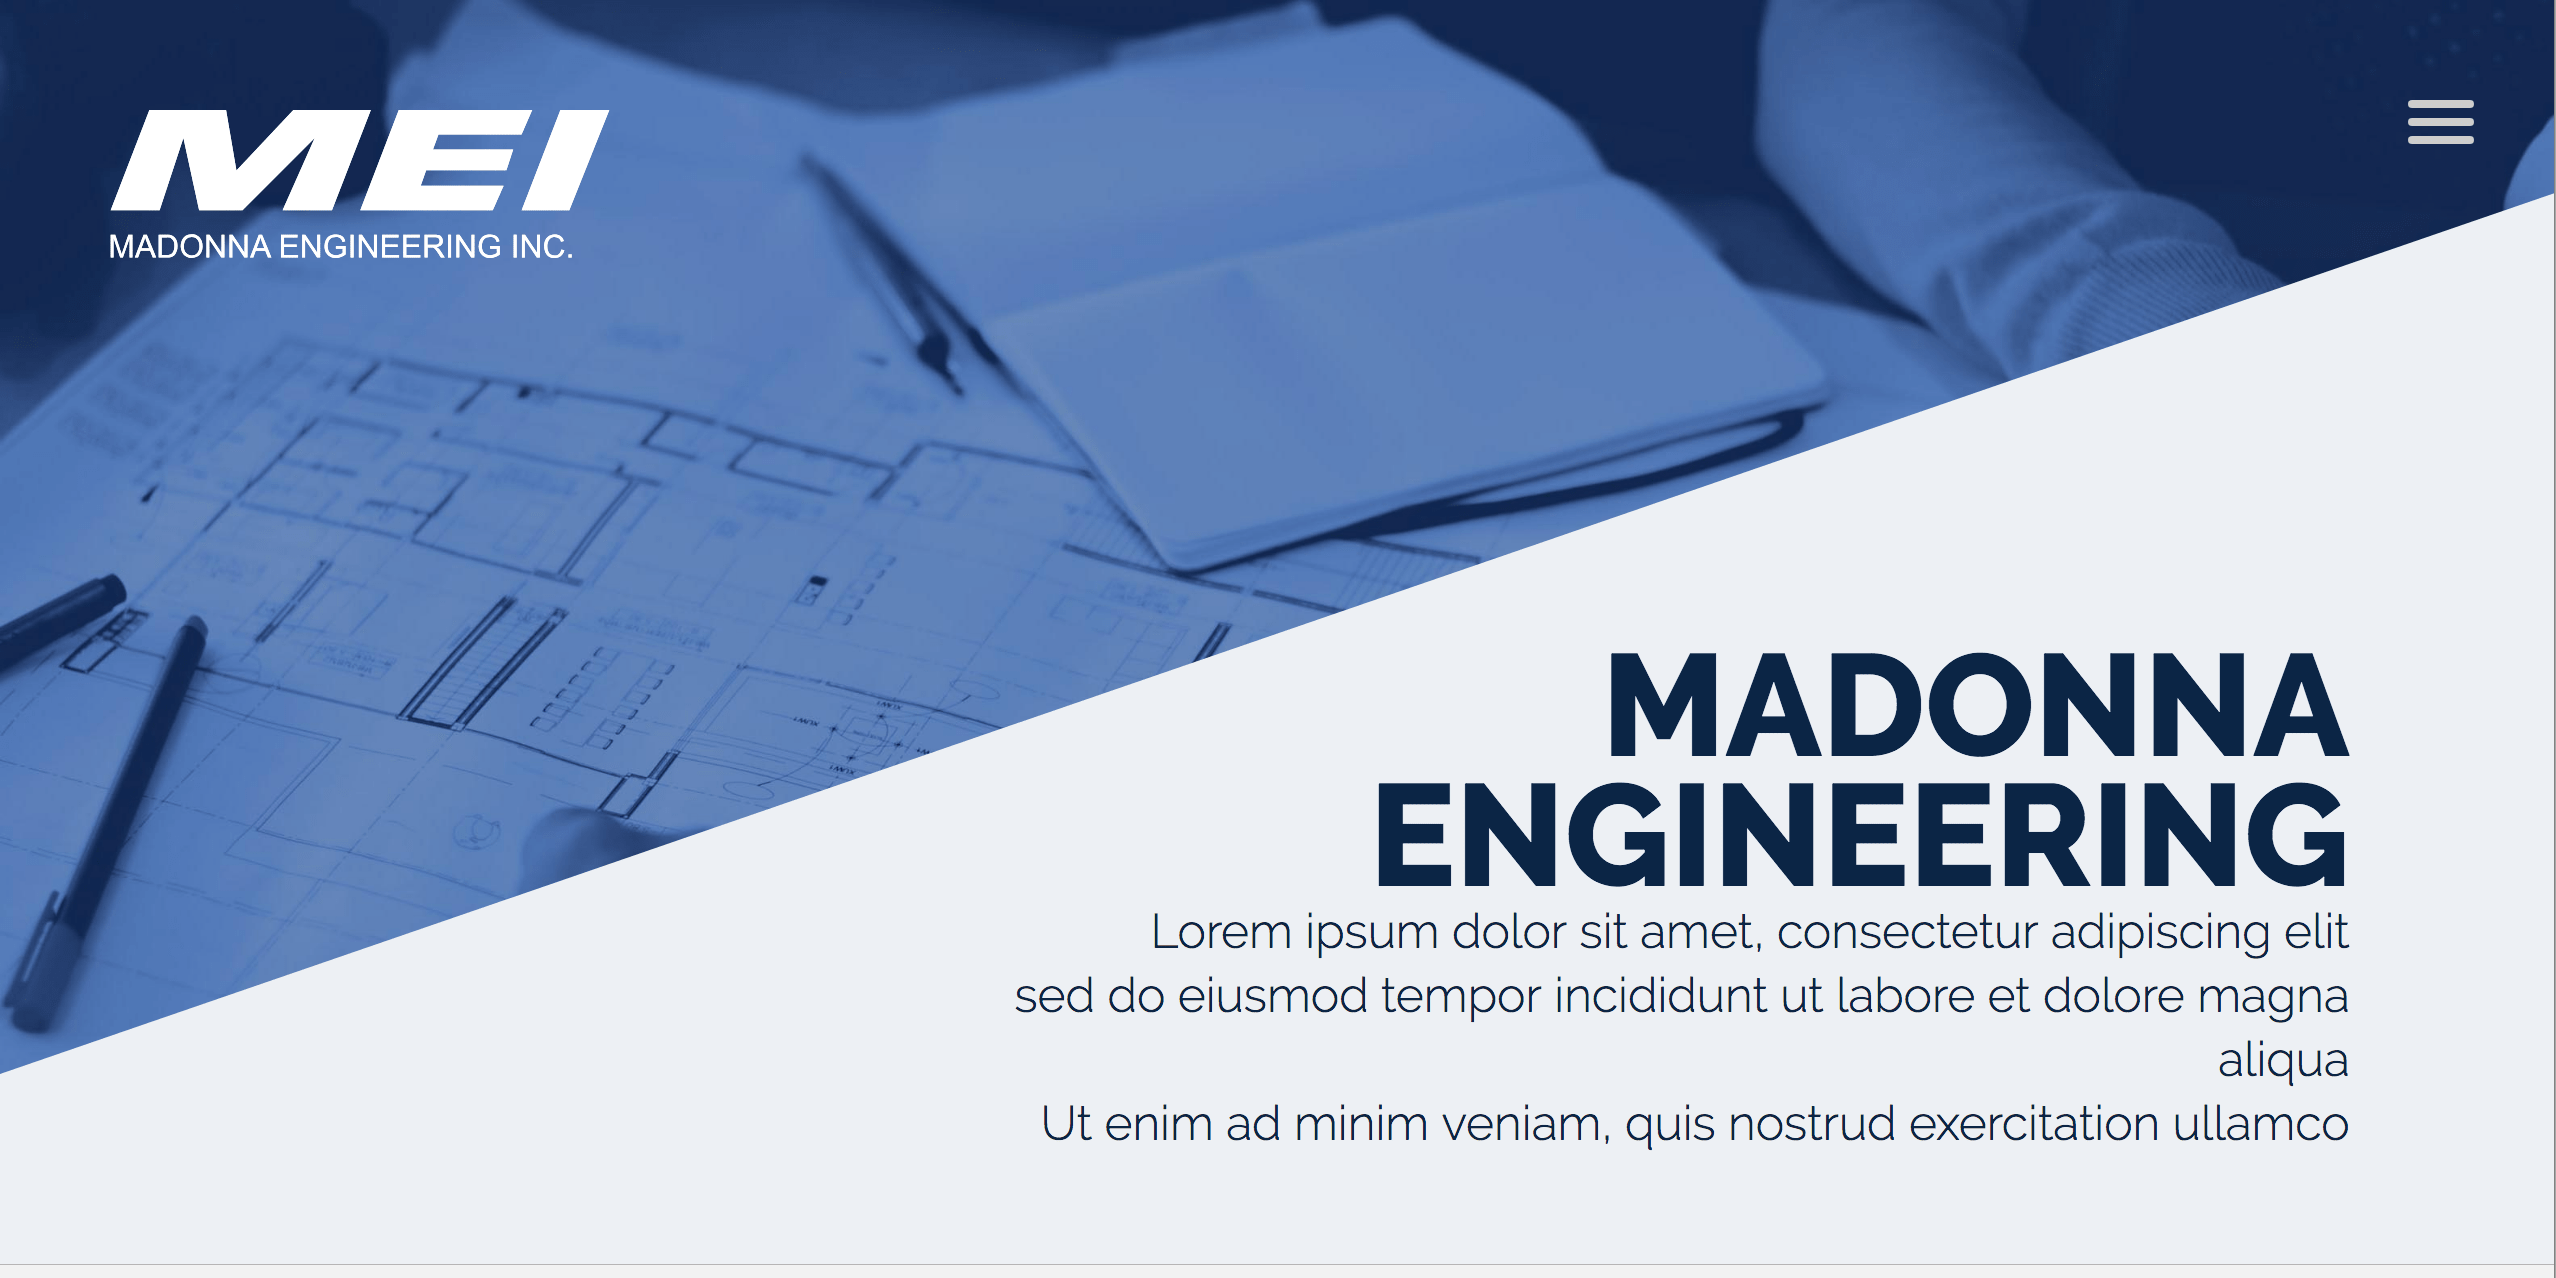 MEI
MADONNA ENGINEERING INC.
MADONNA
ENGINEERING
Lorem ipsum dolor sit amet, consectetur adipiscing elit
sed do eiusmod tempor incididunt ut labore et dolore magna
aliqua
Ut enim ad minim veniam, quis nostrud exercitation ullamco